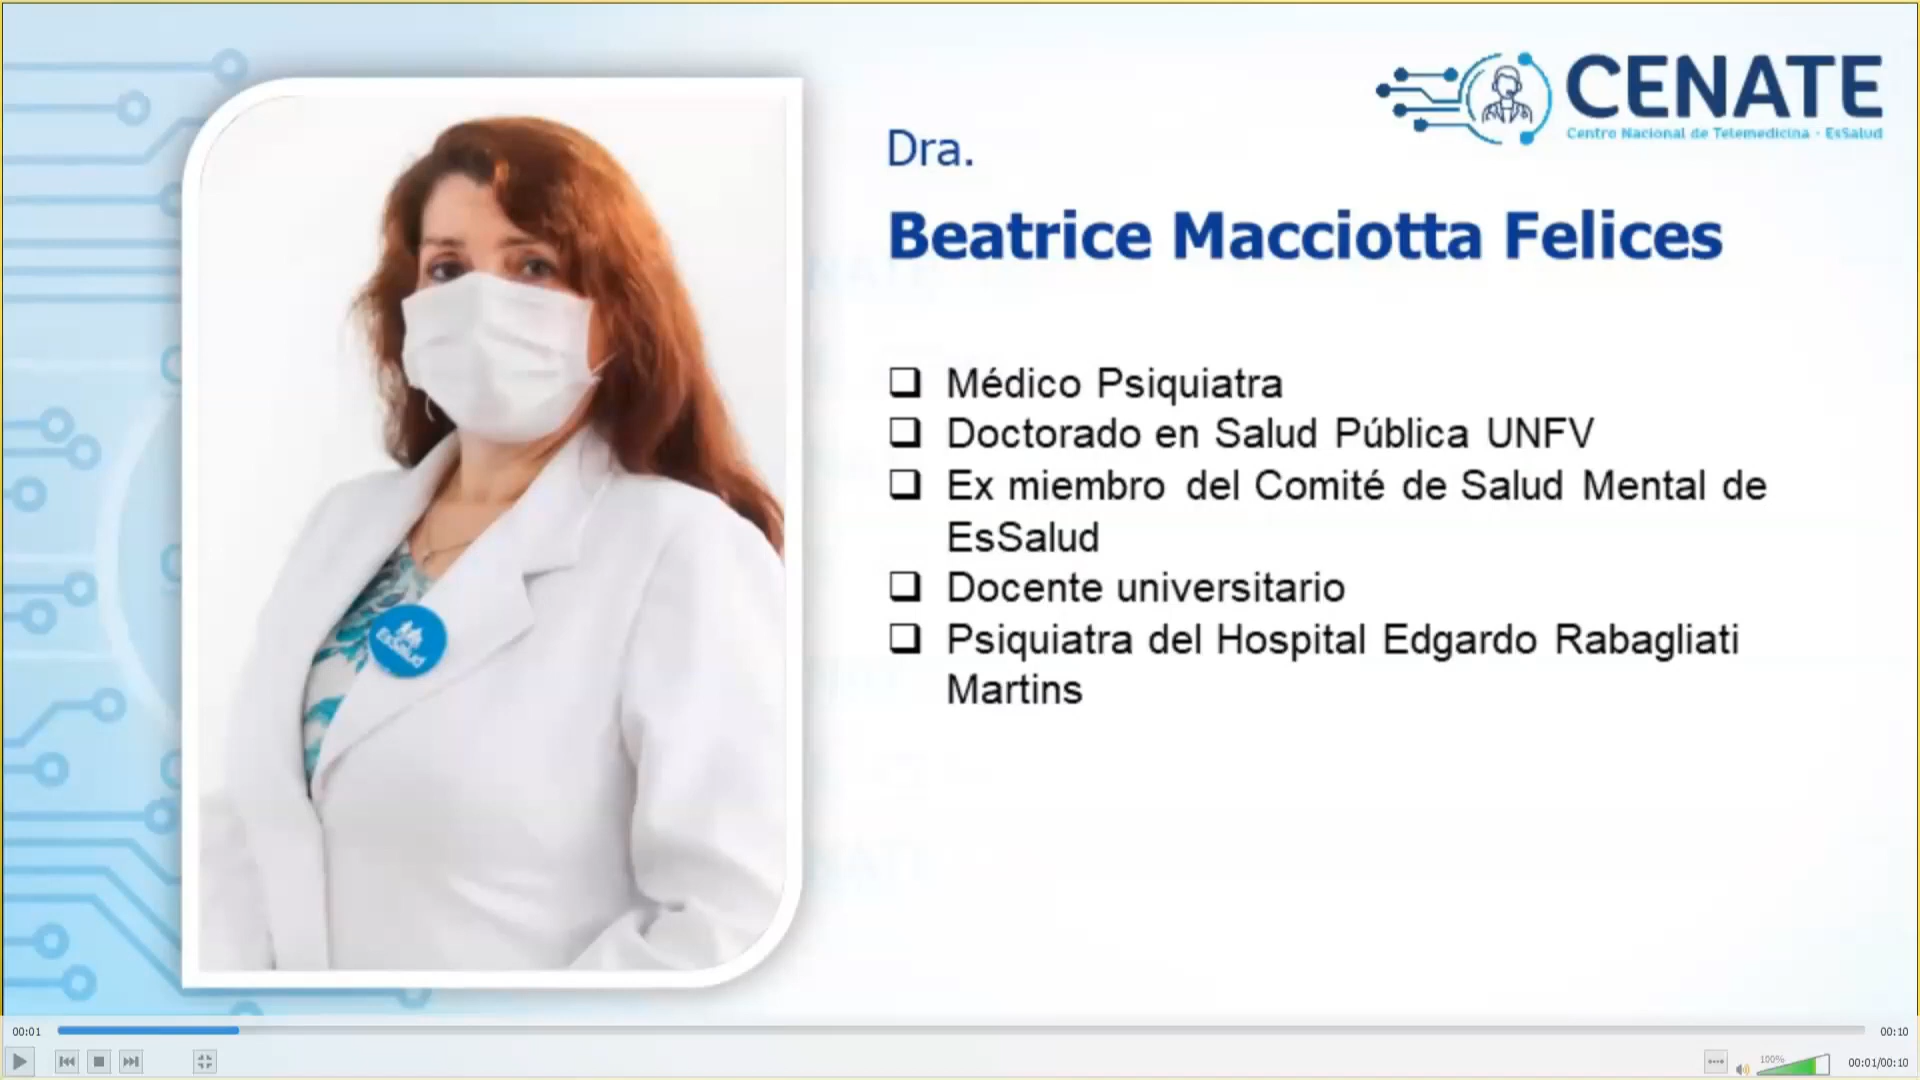 CENATE
Centro Nacional de Telemedicina - EsSalud
Dra.
Beatrice Macciotta Felices
Médico Psiquiatra
Doctorado en Salud Pública UNFV
Ex miembro del Comité de Salud Mental de
EsSalud
Docente universitario
Psiquiatra del Hospital Edgardo Rabagliati
Martins
EsSalud
00:01
00:10
100%
00:01/00:10